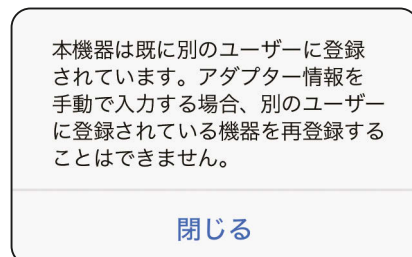 本機器は既に別のユーザーに登録
されています。アダプター情報を
手動で入力する場合、別のユーザー
に登録されている機器を再登録する
ことはできません。
閉じる